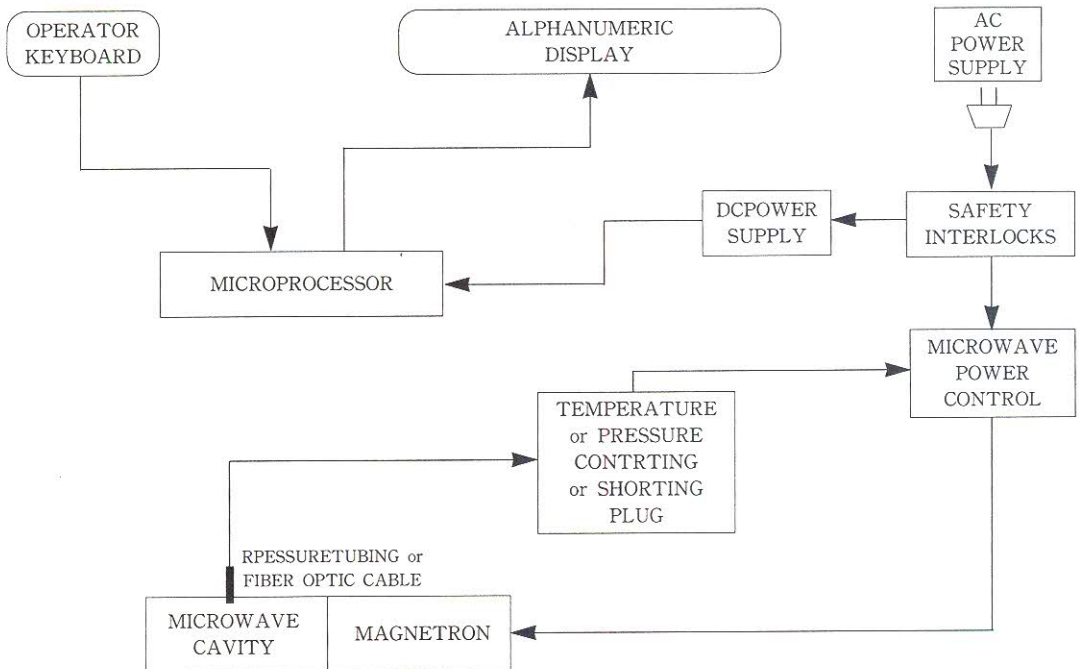 OPERATOR
KEYBOARD
ALPHANUMERIC
DISPLAY
AC
POWER
SUPPLY
DCPOWER
SUPPLY
SAFETY
INTERLOCKS
MICROPROCESSOR
MICROWAVE
POWER
CONTROL
TEMPERATURE
or PRESSURE
CONTRTING
or SHORTING
PLUG
RPESSURETUBING or
FIBER OPTIC CABLE
MICROWAVE
CAVITY
MAGNETRON